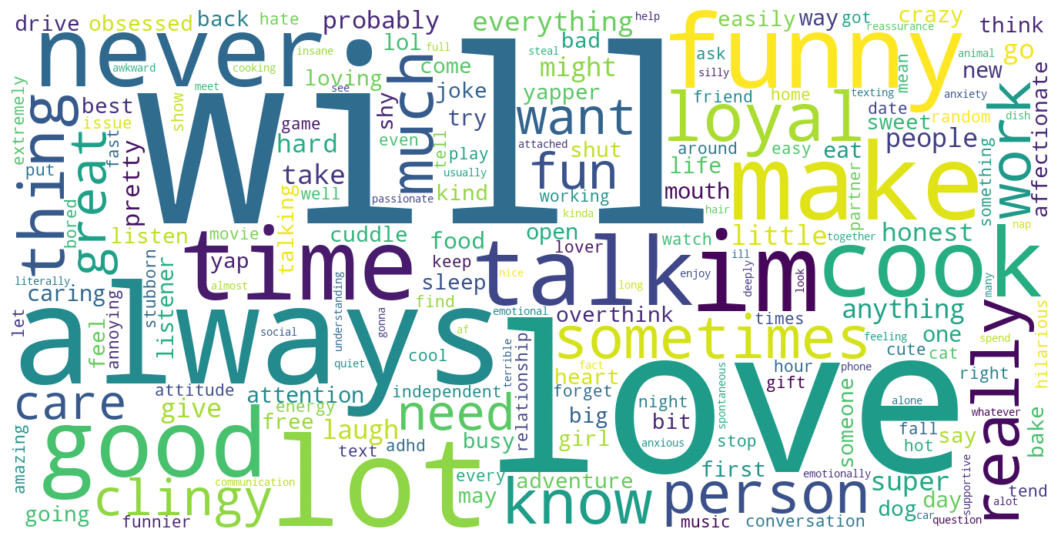 drive
obsessed
back
hate
probably
everything
help
easily
way
got
crazy
think
never
will
funny
insane
lol
full
steal
bad
ask
reassurance
animal
go
awkward
cooking
loving
come
might
silly
mean
new
anxiety
thing
best
meet
show
see
much
shy
joke
yapper
want
friend
home
texting
date
random
dish
work
extremely
issue
game
try
loyal
sweet
people
put
fast
great
pretty
hard
even
tell
play
attached
shut
around
easy
eat
affectionate
take
usually
fun
life
make
partner
something
bored
well
passionate
kind
working
kinda
mouth
hair
nap
listen
movie
talking
cuddle
food
open
watch
little
together
honest
time
yap
keep
lover
talk
im
cook
literally
stubborn
almost
sleep
nice
long
enjoy
ill
deeply
look
many
caring
listener
find
overthink
times
anything
let
always
social
understanding
gonna
af
emotional
sometimes
feeling
one
really
feel
annoying
quiet
cool
terrible
love
fact
cute
cat
hilarious
attitude
attention
independent
relationship
heart
hour
gift
phone
spend
right
care
give
energy
free
need
forget
night
spontaneous
alone
whatever
amazing
good
laugh
adhd
busy
big
bit
girl
anxious
stop
someone
fall
hot
say
bake
text
lot
first
emotionally
super
supportive
tend
clingy
communication
every
may
adventure
know
person
day
dog
car
alot
going
funnier
music
conversation
question